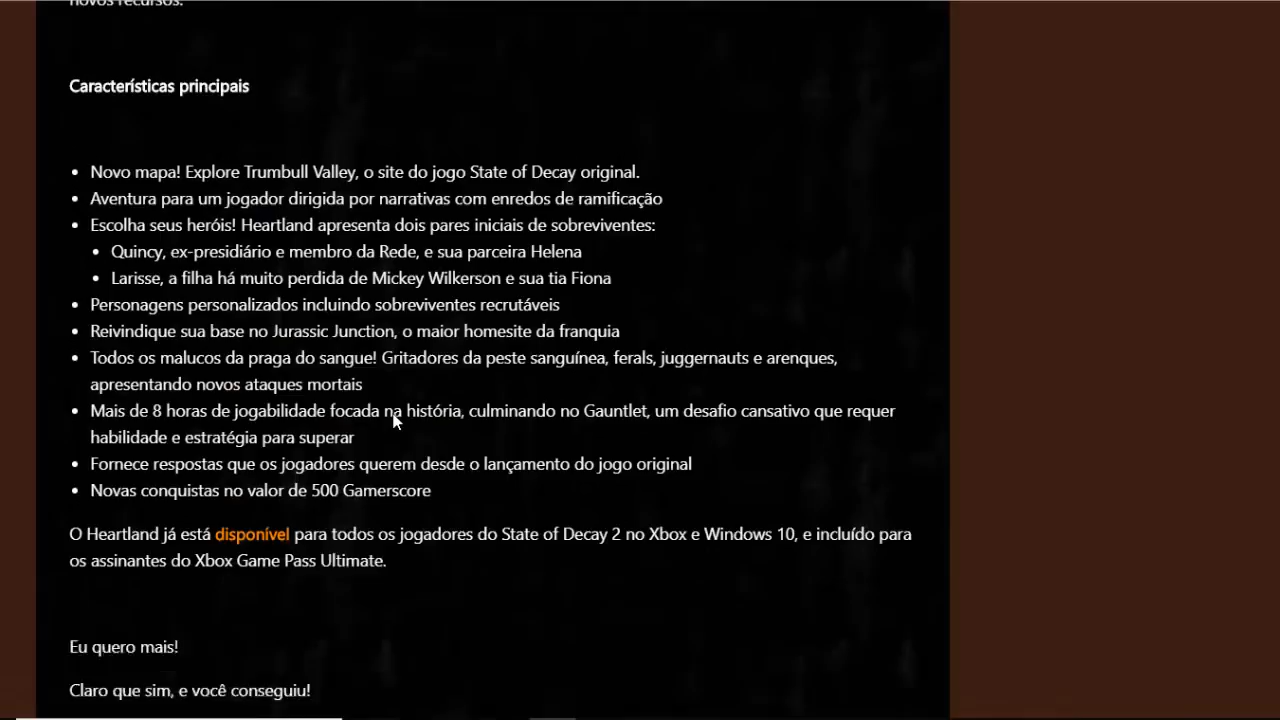 novos recursos.
Características principais
Novo mapa! Explore Trumbull Valley, o site do jogo State of Decay original.
Aventura para um jogador dirigida por narrativas com enredos de ramificação
Escolha seus heróis! Heartland apresenta dois pares iniciais de sobreviventes:
Quincy, ex-presidiário e membro da Rede, e sua parceira Helena
Larisse, a filha há muito perdida de Mickey Wilkerson e sua tia Fiona
Personagens personalizados incluindo sobreviventes recrutáveis
Reivindique sua base no Jurassic Junction, o maior homesite da franquia
Todos os malucos da praga do sangue! Gritadores da peste sanguínea, ferals, juggernauts e arenques,
apresentando novos ataques mortais
Mais de 8 horas de jogabilidade focada na história, culminando no Gauntlet, um desafio cansativo que requer
habilidade e estratégia para superar
Fornece respostas que os jogadores querem desde o lançamento do jogo original
Novas conquistas no valor de 500 Gamerscore
O Heartland já está disponível para todos os jogadores do State of Decay 2 no Xbox e Windows 10, e incluído para
os assinantes do Xbox Game Pass Ultimate.
Eu quero mais!
Claro que sim, e você conseguiu!